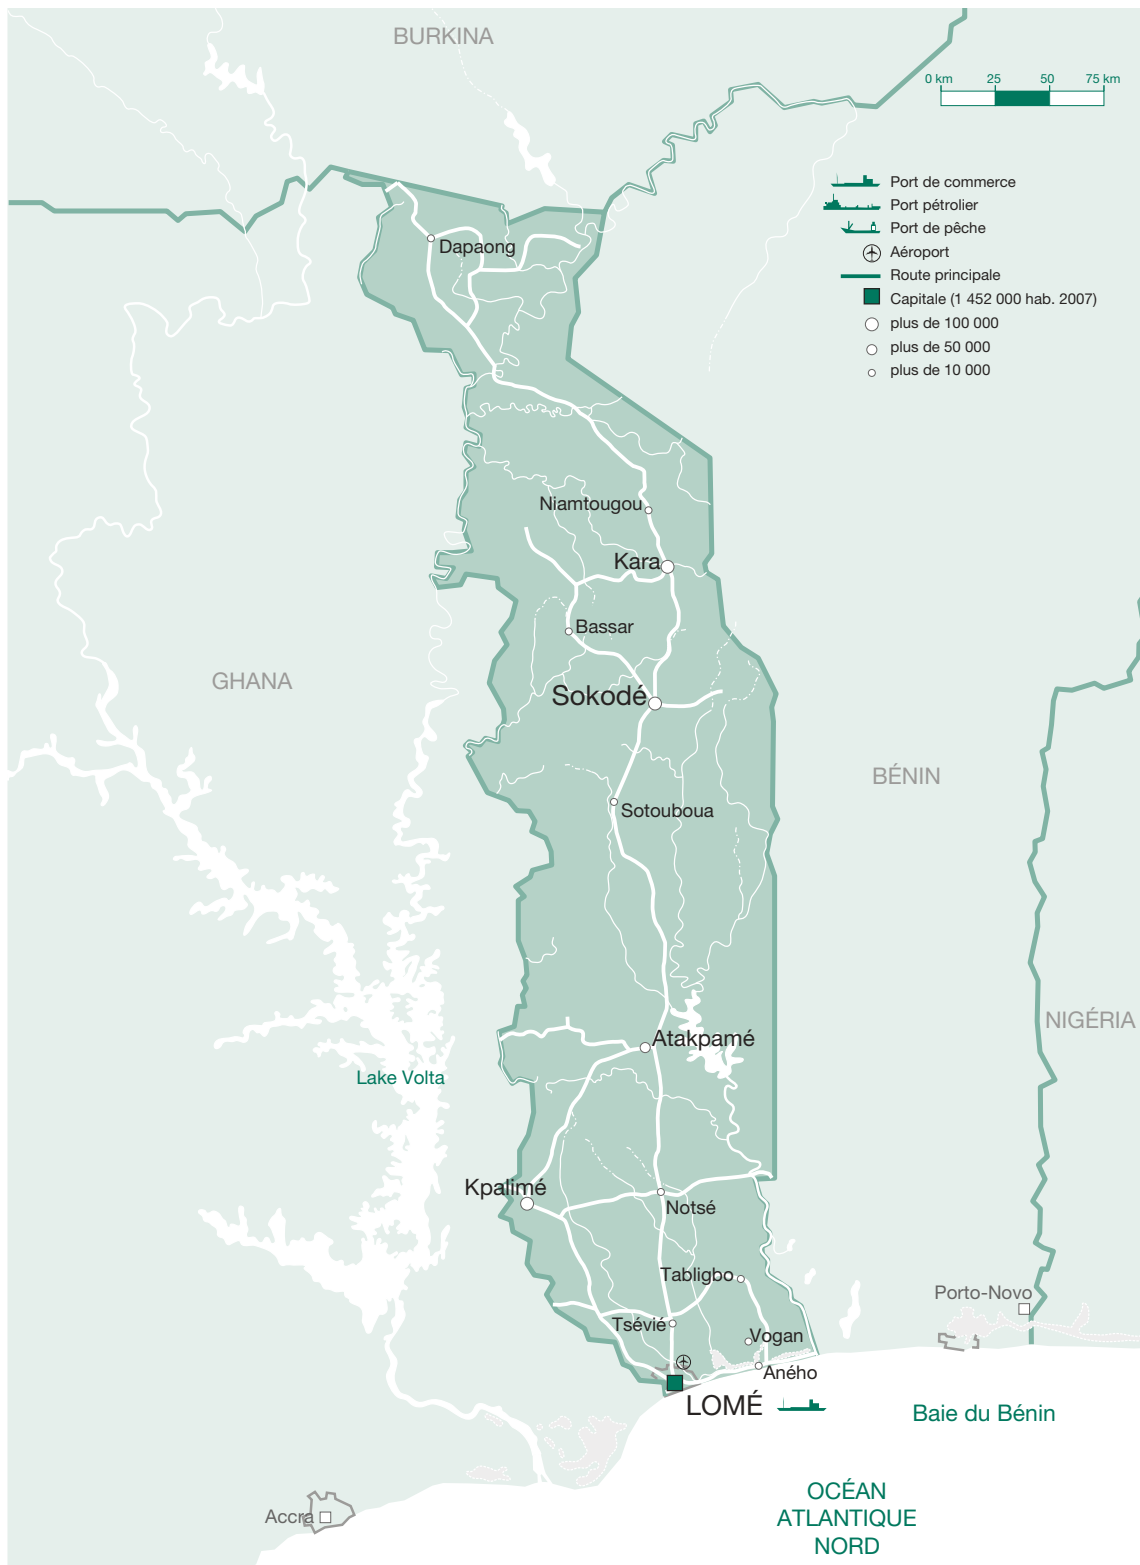 BURKINA
0 km 25 50 75 km
Port de commerce
Port pétrolier
Port de pêche
Aéroport
Route principale
Capitale (1 452 000 hab. 2007)
plus de 100 000
plus de 50 000
plus de 10 000
Dapaong
Niamtougou
Kara
Bassar
GHANA
Sokodé
BÉNIN
Sotouboua
NIGÉRIA
Atakpamé
Lake Volta
Kpalimé
Notsé
Tabligbo
Porto-Novo
Tsévié
Vogan
Aného
LOMÉ
Baie du Bénin
OCÉAN
ATLANTIQUE
NORD
Accra